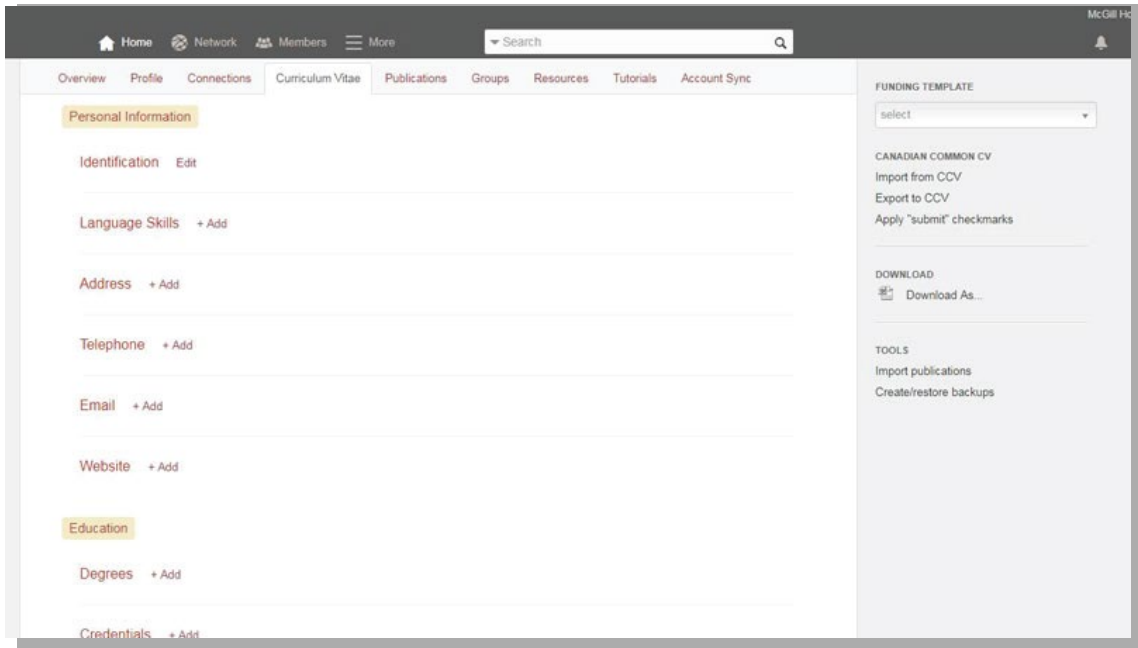 McGill Ho
Home Network Members More Search
Overview Profile Connections Curriculum Vitae Publications Groups Resources Tutorials Account Sync
Personal Information
Identification Edit
Language Skills + Add
Address + Add
Telephone + Add
Email + Add
Website + Add
Education
Degrees + Add
Credentials + Add
FUNDING TEMPLATE
select
CANADIAN COMMON CV
Import from CCV
Export to CCV
Apply "submit" checkmarks
DOWNLOAD
Download As...
TOOLS
Import publications
Create/restore backups